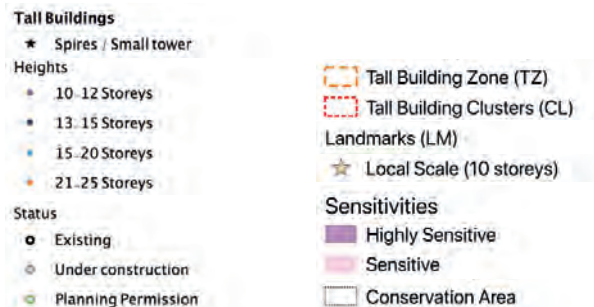 Tall Buildings
Spires / Small tower
Heights
10-12 Storeys
13-15 Storeys
15-20 Storeys
21-25 Storeys
Status
Existing
Under construction
Planning Permission
Tall Building Zone (TZ)
Tall Building Clusters (CL)
Landmarks (LM)
Local Scale (10 storeys)
Sensitivities
Highly Sensitive
Sensitive
Conservation Area